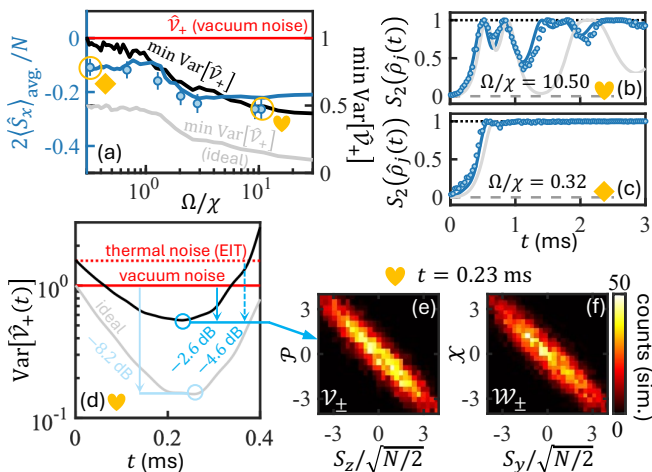 2⟨Ŝₓ⟩avg./N
0
-0.2
-0.4
𝒱̂₊ (vacuum noise)
min Var[𝒱̂₊]
min Var[𝒱̂₊]
(ideal)
(a)
1
0.5
0
min Var[𝒱̂₊]
10⁰
10¹
Ω/χ
S₂(ρ̂ⱼ(t))
1
0
Ω/χ = 10.50
(b)
S₂(ρ̂ⱼ(t))
1
0
Ω/χ = 0.32
(c)
0
1
2
3
t (ms)
Var[𝒱̂₊(t)]
10⁰
10⁻¹
thermal noise (EIT)
vacuum noise
ideal
−8.2 dB
−2.6 dB
−4.6 dB
(d)
0
0.2
0.4
t (ms)
t = 0.23 ms
𝒫
3
0
-3
(e)
𝒱±
-3
0
3
S_z/√N/2
𝒳
3
0
-3
(f)
𝒲±
-3
0
3
S_y/√N/2
50
0
counts (sim.)